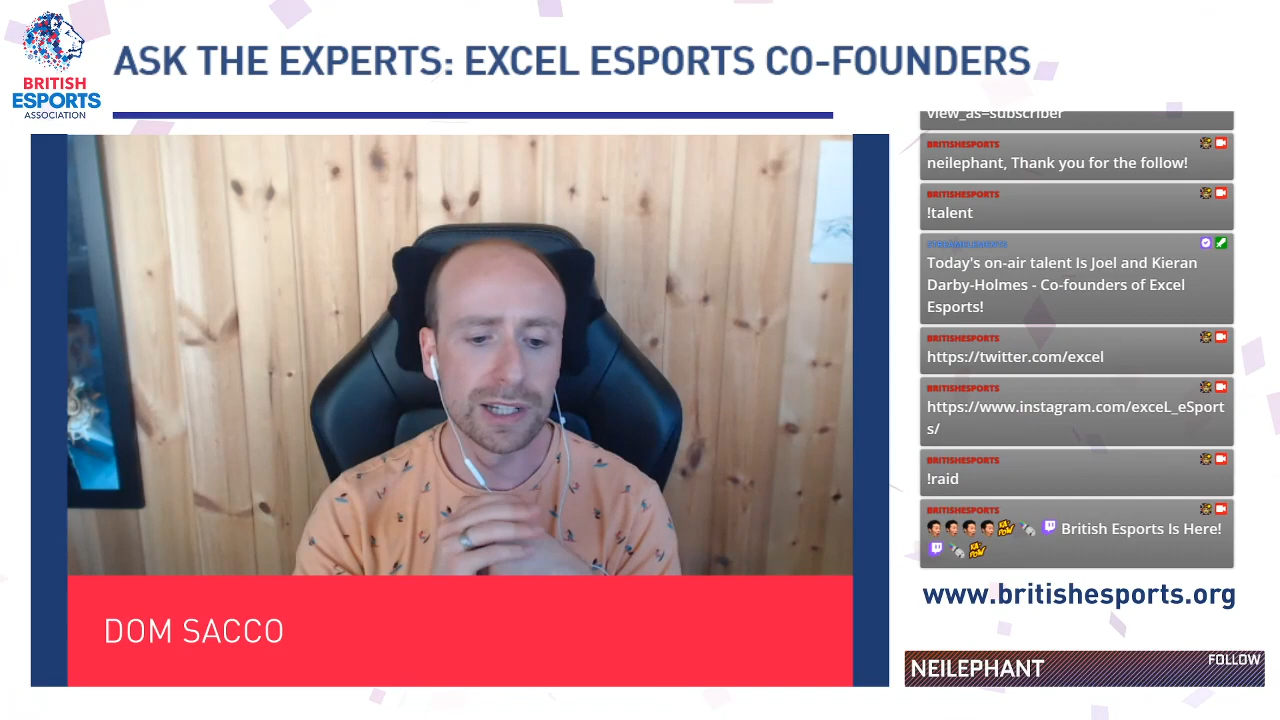 BRITISH
ESPORTS
ASSOCIATION
ASK THE EXPERTS: EXCEL ESPORTS CO-FOUNDERS
view_as=subscriber
BRITISHESPORTS
neilephant, Thank you for the follow!
BRITISHESPORTS
!talent
STREAMELEMENTS
Today's on-air talent Is Joel and Kieran
Darby-Holmes - Co-founders of Excel
Esports!
BRITISHESPORTS
https://twitter.com/excel
BRITISHESPORTS
https://www.instagram.com/exceL_eSport
s/
BRITISHESPORTS
!raid
BRITISHESPORTS
British Esports Is Here!
www.britishesports.org
DOM SACCO
NEILEPHANT
FOLLOW